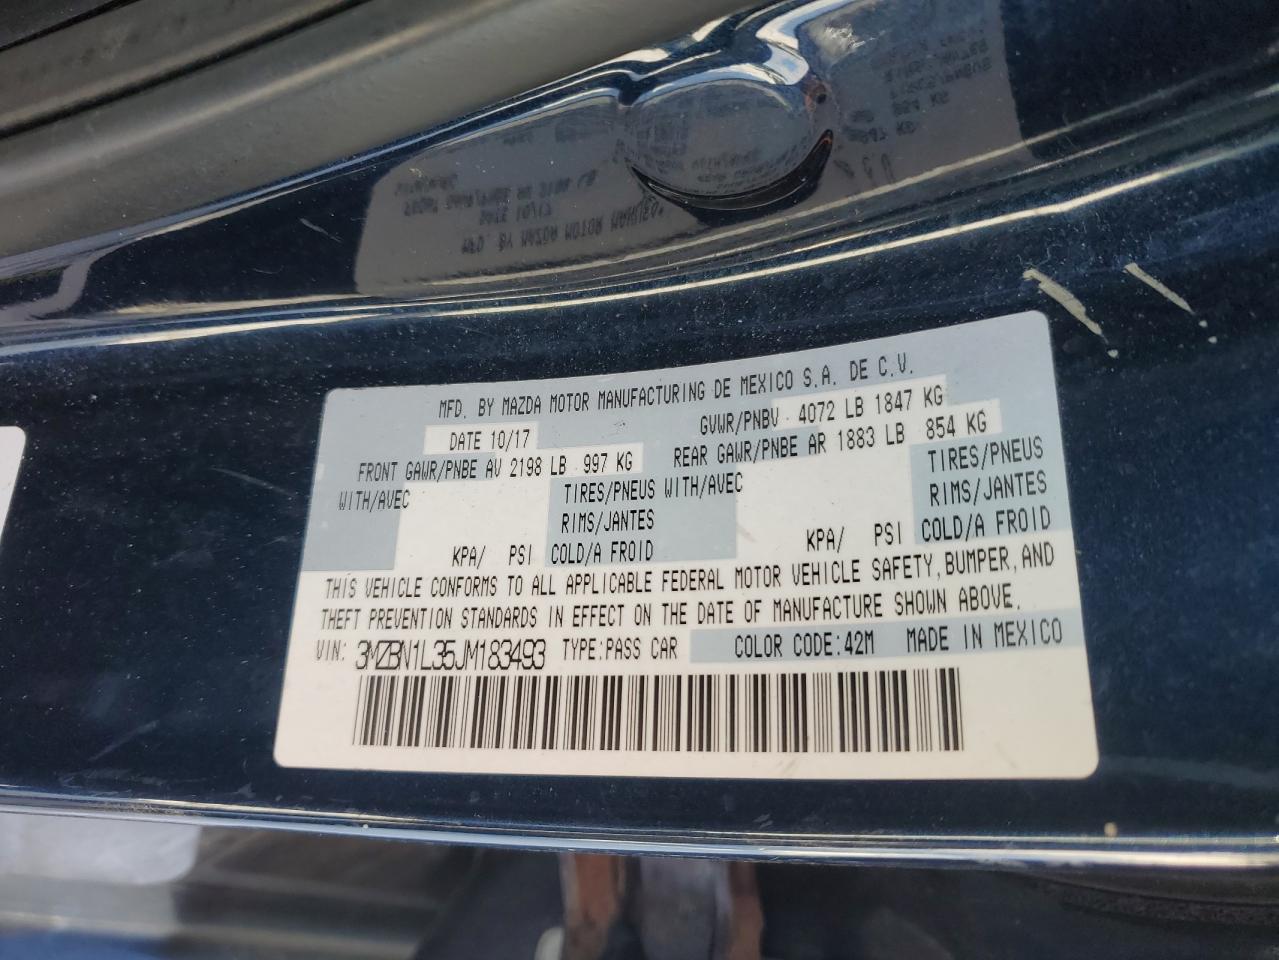 MFD. BY MAZDA MOTOR MANUFACTURING DE MEXICO S.A. DE C.V.
DATE 10/17 GVWR/PNBV 4072 LB 1847 KG
FRONT GAWR/PNBE AV 2198 LB 997 KG REAR GAWR/PNBE AR 1883 LB 854 KG
WITH/AVEC TIRES/PNEUS WITH/AVEC TIRES/PNEUS
RIMS/JANTES RIMS/JANTES
KPA/ PSI COLD/A FROID KPA/ PSI COLD/A FROID
THIS VEHICLE CONFORMS TO ALL APPLICABLE FEDERAL MOTOR VEHICLE SAFETY, BUMPER, AND
THEFT PREVENTION STANDARDS IN EFFECT ON THE DATE OF MANUFACTURE SHOWN ABOVE.
VIN: 3MZBN1L35JM183493 TYPE:PASS CAR COLOR CODE:42M MADE IN MEXICO